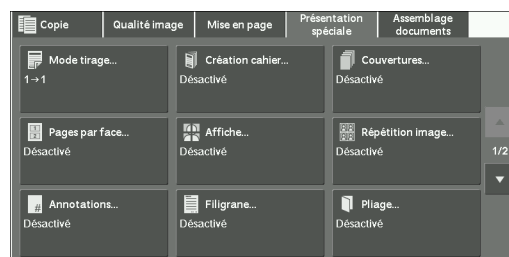 Copie
Qualité image
Mise en page
Présentation
spéciale
Assemblage
documents
Mode tirage...
1→1
Création cahier...
Désactivé
Couvertures...
Désactivé
Pages par face...
Désactivé
Affiche...
Désactivé
Répétition image...
Désactivé
1/2
Annotations...
Désactivé
Filigrane...
Désactivé
Pliage...
Désactivé